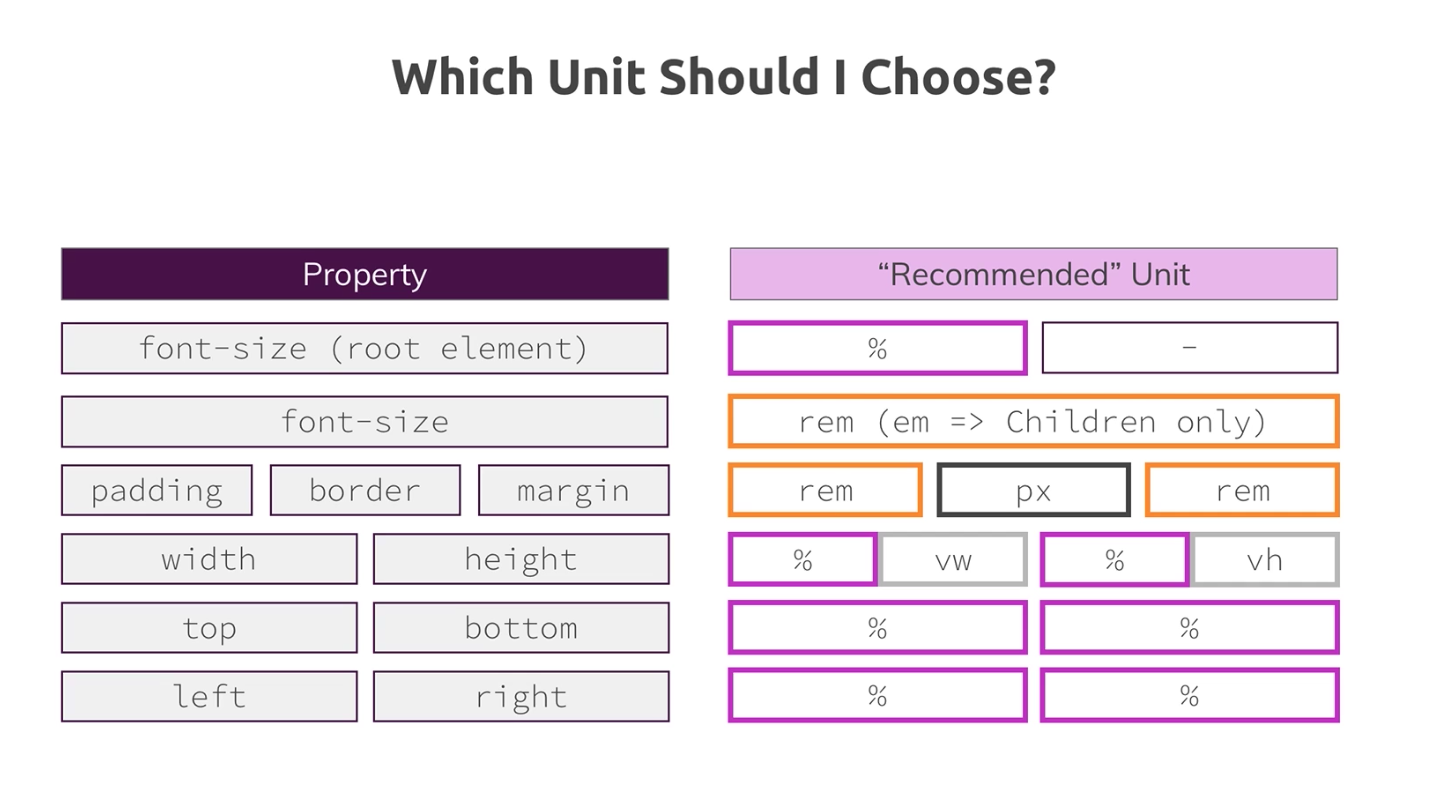 Which Unit Should I Choose?
Property “Recommended” Unit
font-size (root element) % –
font-size rem (em => Children only)
padding border margin rem px rem
width height % vw % vh
top bottom % %
left right % %